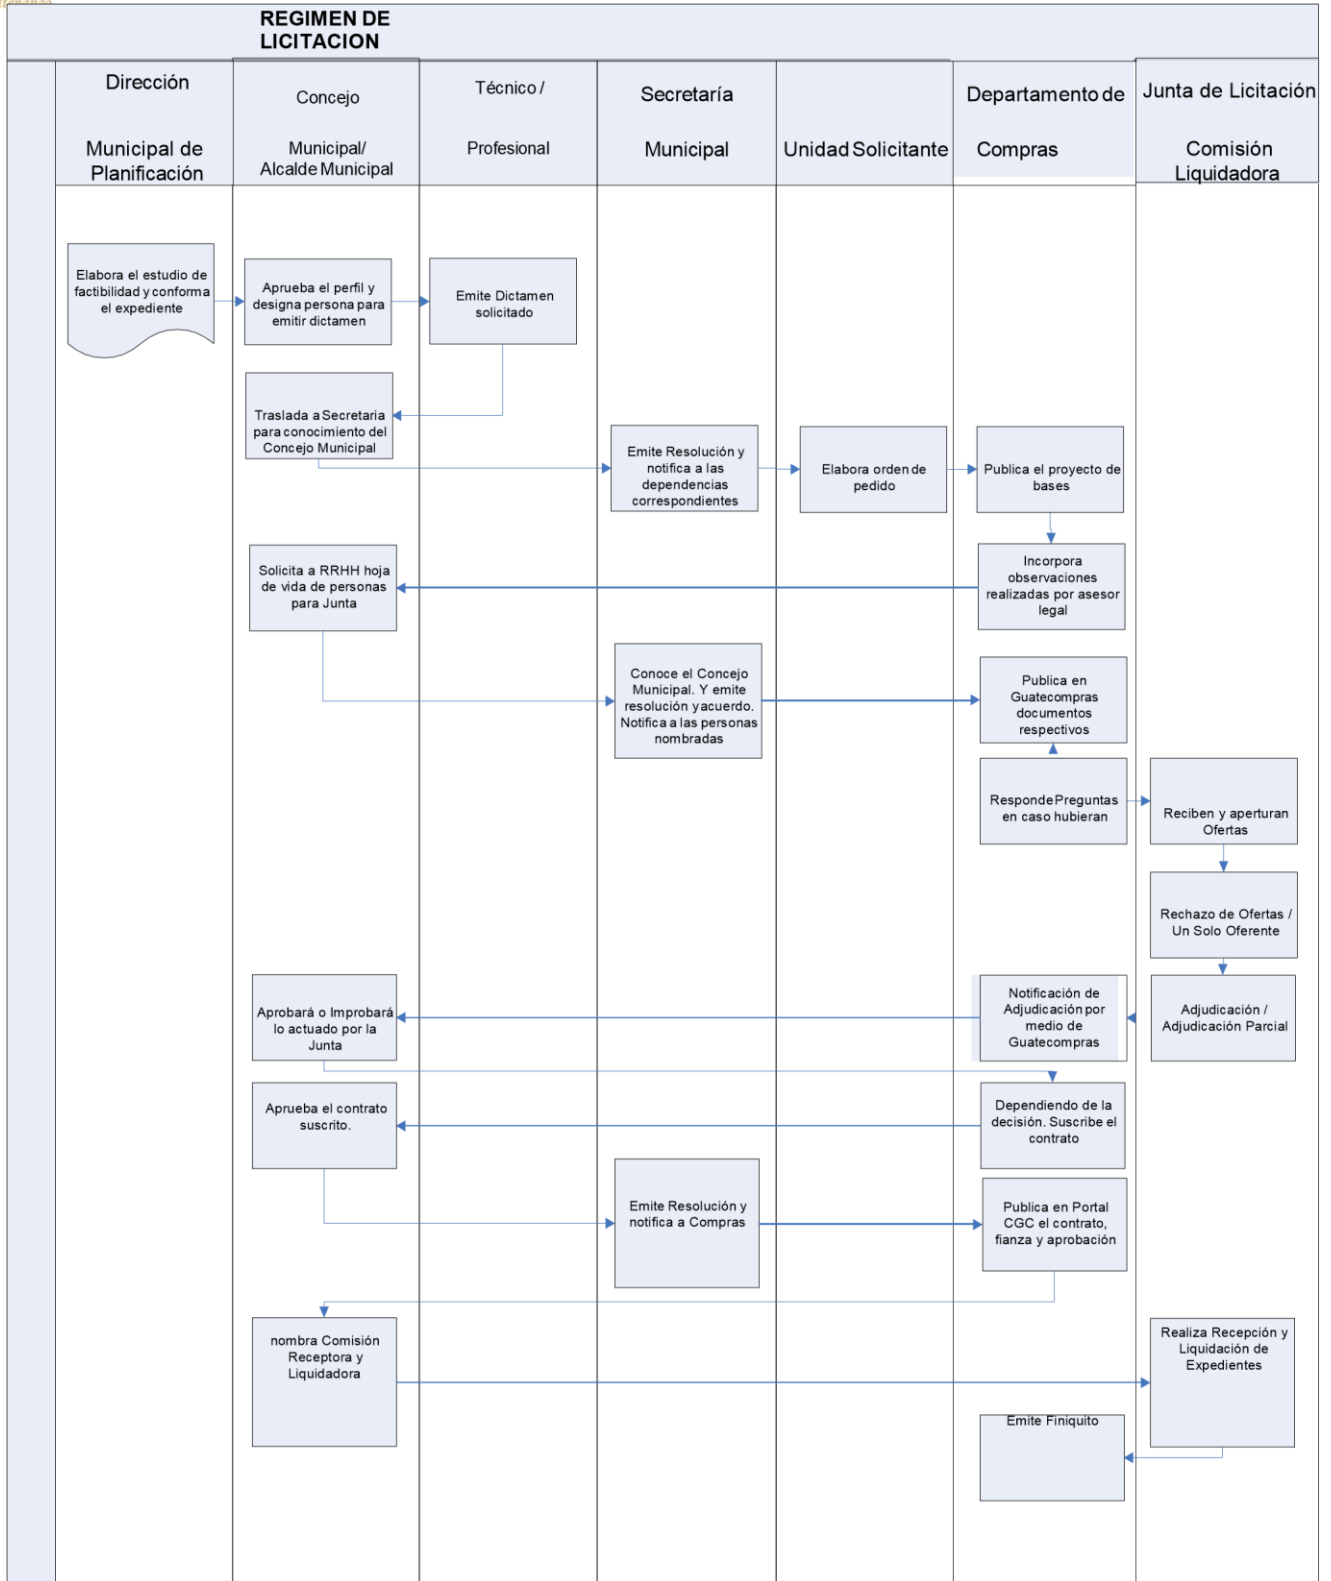 REGIMEN DE
LICITACION
Dirección
Municipal de
Planificación
Concejo
Municipal/
Alcalde Municipal
Técnico /
Profesional
Secretaría
Municipal
Unidad Solicitante
Departamento de
Compras
Junta de Licitación
Comisión
Liquidadora
Elabora el estudio de
factibilidad y conforma
el expediente
Aprueba el perfil y
designa persona para
emitir dictamen
Emite Dictamen
solicitado
Traslada a Secretaria
para conocimiento del
Concejo Municipal
Emite Resolución y
notifica a las
dependencias
correspondientes
Elabora orden de
pedido
Publica el proyecto de
bases
Incorpora
observaciones
realizadas por asesor
legal
Solicita a RRHH hoja
de vida de personas
para Junta
Conoce el Concejo
Municipal. Y emite
resolución y acuerdo.
Notifica a las personas
nombradas
Publica en
Guatecompras
documentos
respectivos
Responde Preguntas
en caso hubieran
Reciben y aperturan
Ofertas
Rechazo de Ofertas /
Un Solo Oferente
Adjudicación /
Adjudicación Parcial
Notificación de
Adjudicación por
medio de
Guatecompras
Aprobará o Improbará
lo actuado por la
Junta
Dependiendo de la
decisión. Suscribe el
contrato
Aprueba el contrato
suscrito.
Emite Resolución y
notifica a Compras
Publica en Portal
CGC el contrato,
fianza y aprobación
nombra Comisión
Receptora y
Liquidadora
Realiza Recepción y
Liquidación de
Expedientes
Emite Finiquito